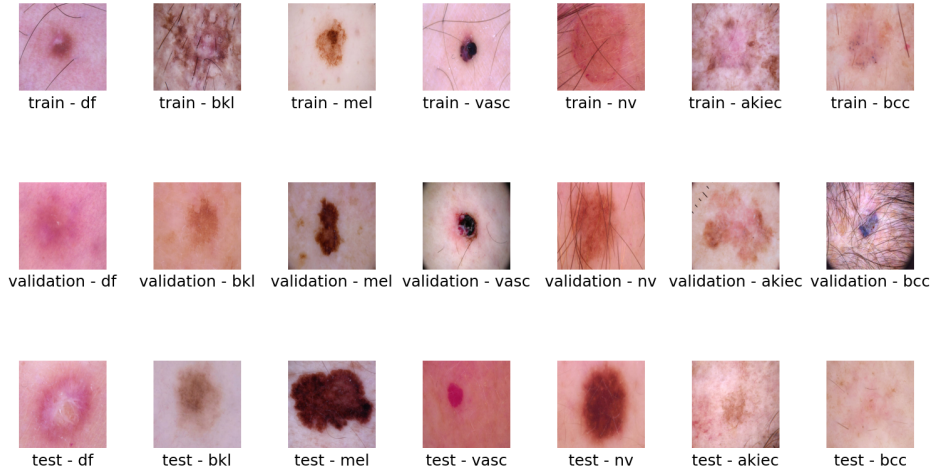 train - df
train - bkl
train - mel
train - vasc
train - nv
train - akiec
train - bcc
validation - df
validation - bkl
validation - mel
validation - vasc
validation - nv
validation - akiec
validation - bcc
test - df
test - bkl
test - mel
test - vasc
test - nv
test - akiec
test - bcc